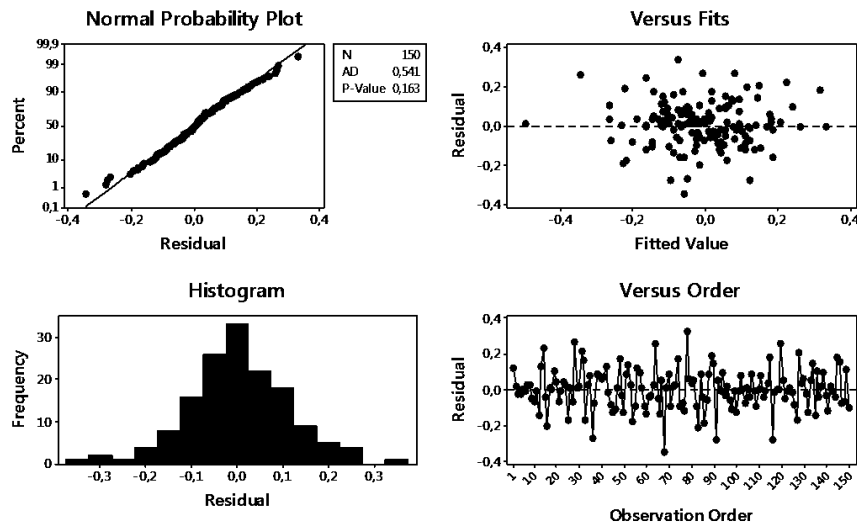 Normal Probability Plot
99,9
99
90
50
10
1
0,1
Percent
-0,4
-0,2
0,0
0,2
0,4
Residual
N 150
AD 0,541
P-Value 0,163
Versus Fits
0,4
0,2
0,0
-0,2
-0,4
Residual
-0,4
-0,2
0,0
0,2
0,4
Fitted Value
Histogram
30
20
10
0
Frequency
-0,3
-0,2
-0,1
0,0
0,1
0,2
0,3
Residual
Versus Order
0,4
0,2
0,0
-0,2
-0,4
Residual
1 10 20 30 40 50 60 70 80 90 100 110 120 130 140 150
Observation Order